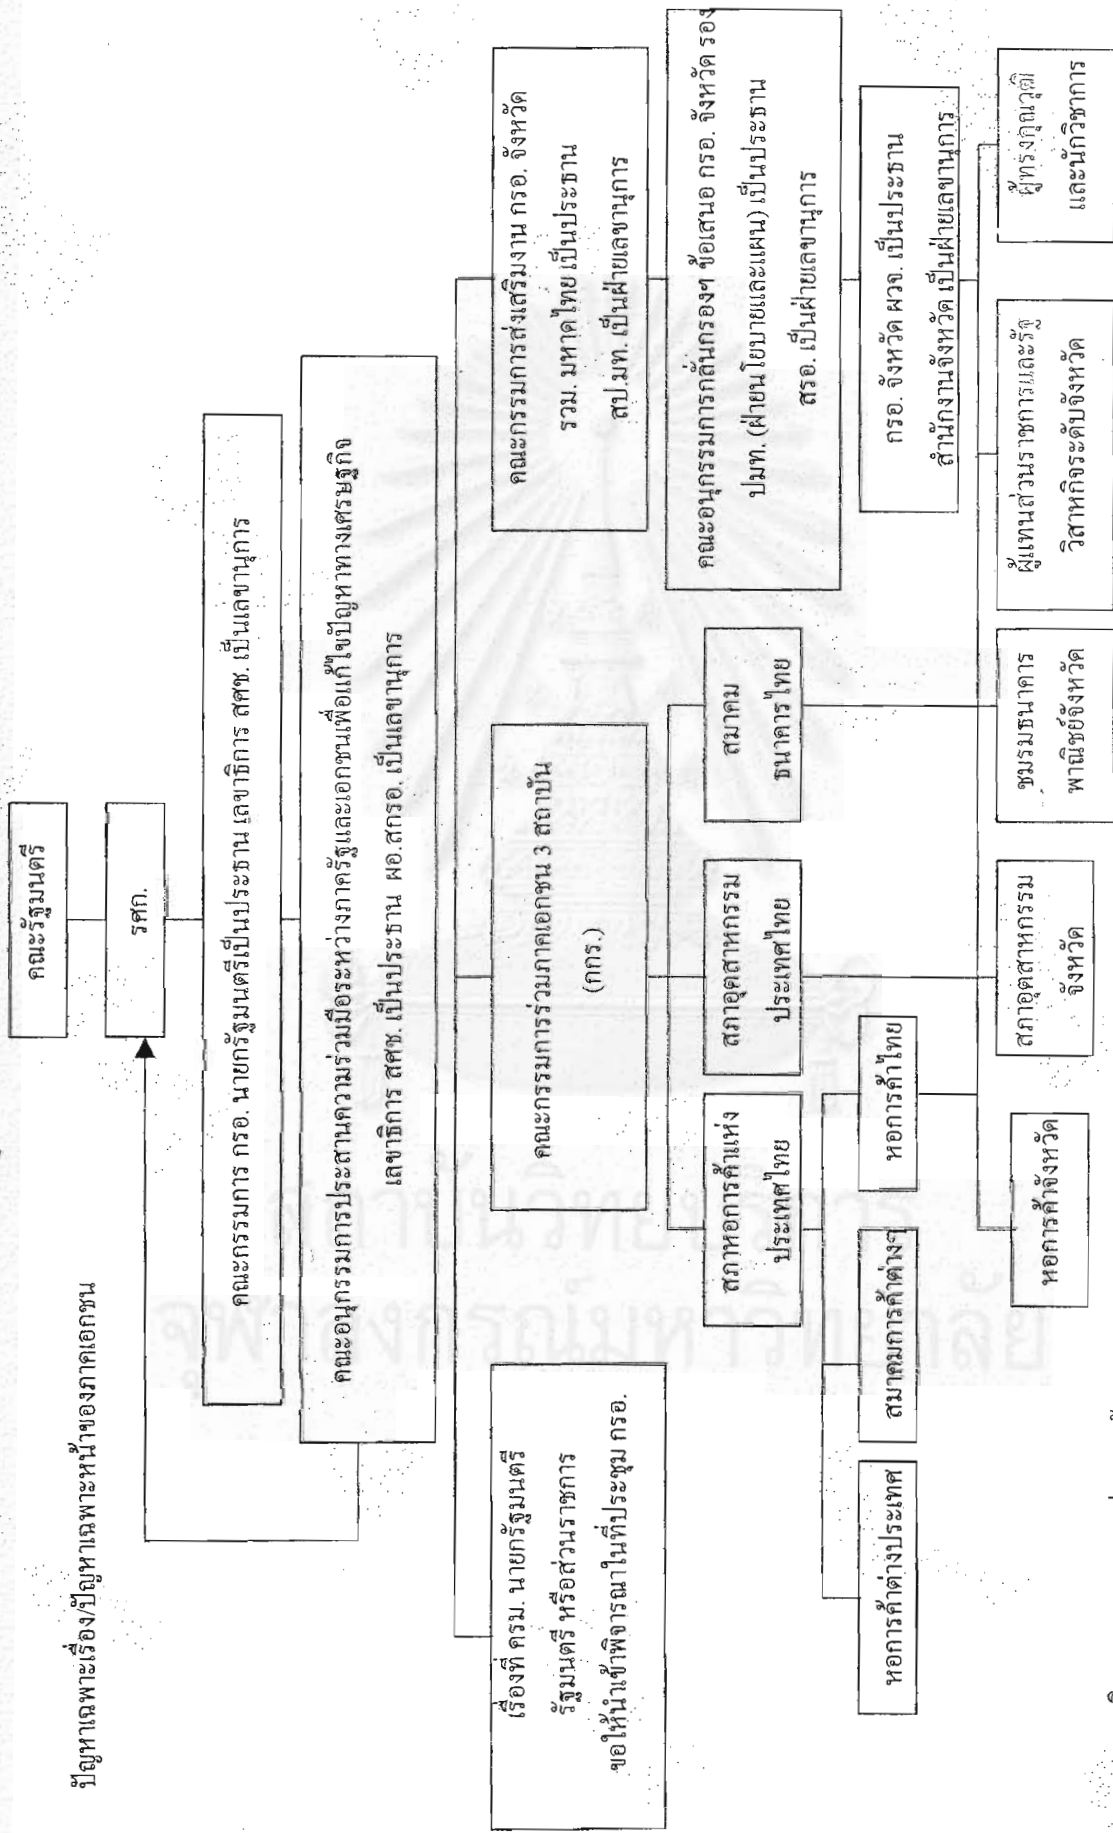 คณะรัฐมนตรี
รศก.
ปัญหาเฉพาะเรื่อง/ปัญหาเฉพาะหน้าของภาคเอกชน
คณะกรรมการ กรอ. นายกรัฐมนตรีเป็นประธาน เลขาธิการ สศช. เป็นเลขานุการ
คณะอนุกรรมการประสานความร่วมมือระหว่างภาครัฐและเอกชนเพื่อแก้ไขปัญหาทางเศรษฐกิจ
เลขาธิการ สศช. เป็นประธาน ผอ.สกรอ. เป็นเลขานุการ
เรื่องที่ ครม. นายกรัฐมนตรี
รัฐมนตรี หรือส่วนราชการ
ขอให้นำเข้าพิจารณาในที่ประชุม กรอ.
คณะกรรมการร่วมภาคเอกชน 3 สถาบัน
(กกร.)
คณะกรรมการส่งเสริมงาน กรอ. จังหวัด
รวม. มหาดไทย เป็นประธาน
สป.มท. เป็นฝ่ายเลขานุการ
คณะอนุกรรมการกลั่นกรองฯ ข้อเสนอ กรอ. จังหวัด รอง
ปมท. (ฝ่ายนโยบายและแผน) เป็นประธาน
สรอ. เป็นฝ่ายเลขานุการ
สภาหอการค้าแห่ง
ประเทศไทย
สภาอุตสาหกรรม
ประเทศไทย
สมาคม
ธนาคารไทย
กรอ. จังหวัด ผวจ. เป็นประธาน
สำนักงานจังหวัด เป็นฝ่ายเลขานุการ
หอการค้าต่างประเทศ
สมาคมการค้าต่างๆ
หอการค้าไทย
หอการค้าจังหวัด
สภาอุตสาหกรรม
จังหวัด
ชมรมธนาคาร
พาณิชย์จังหวัด
ผู้แทนส่วนราชการและรัฐ
วิสาหกิจระดับจังหวัด
ผู้ทรงคุณวุฒิ
และนักวิชาการ
สถาบันวิทยบริการ
จุฬาลงกรณ์มหาวิทยาลัย